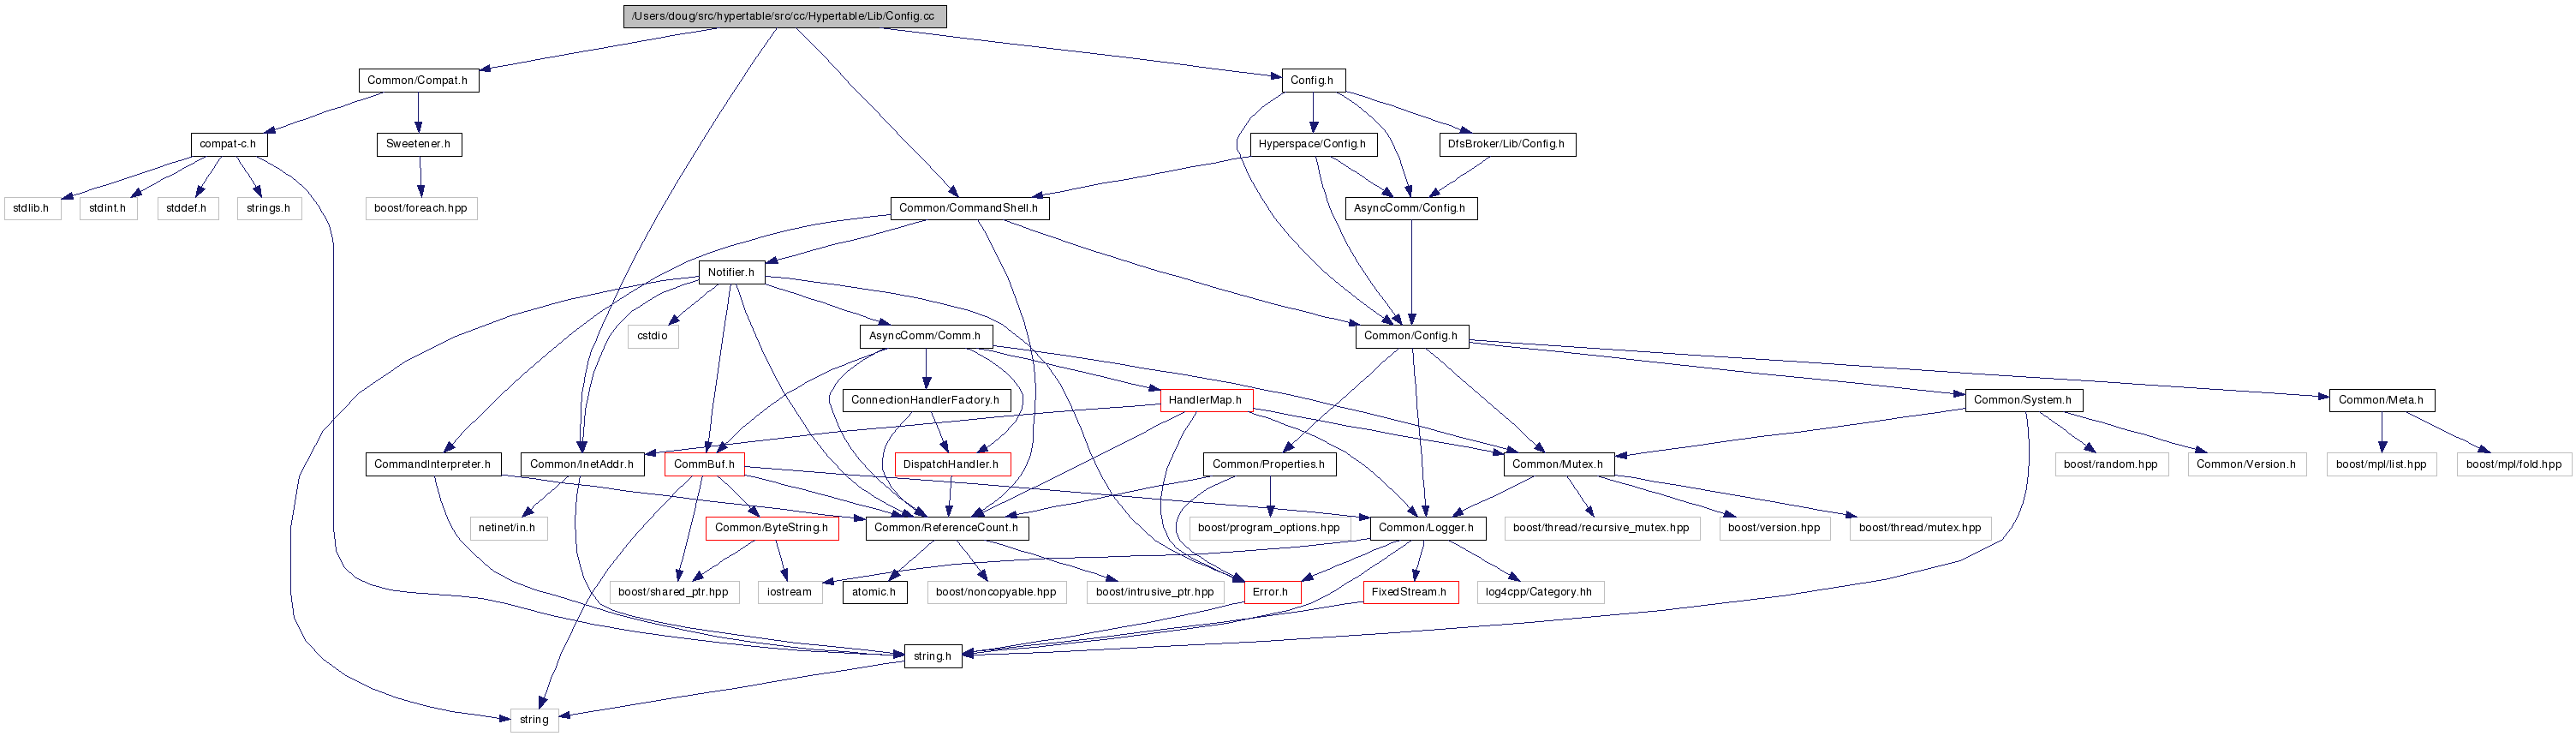 /Users/doug/src/hypertable/src/cc/Hypertable/Lib/Config.cc
Common/Compat.h
Config.h
compat-c.h
Sweetener.h
Hyperspace/Config.h
DfsBroker/Lib/Config.h
stdlib.h
stdint.h
stddef.h
strings.h
boost/foreach.hpp
Common/CommandShell.h
AsyncComm/Config.h
Notifier.h
cstdio
AsyncComm/Comm.h
Common/Config.h
ConnectionHandlerFactory.h
HandlerMap.h
Common/System.h
Common/Meta.h
CommandInterpreter.h
Common/InetAddr.h
CommBuf.h
DispatchHandler.h
Common/Properties.h
Common/Mutex.h
boost/random.hpp
Common/Version.h
boost/mpl/list.hpp
boost/mpl/fold.hpp
netinet/in.h
Common/ByteString.h
Common/ReferenceCount.h
boost/program_options.hpp
Common/Logger.h
boost/thread/recursive_mutex.hpp
boost/version.hpp
boost/thread/mutex.hpp
boost/shared_ptr.hpp
iostream
atomic.h
boost/noncopyable.hpp
boost/intrusive_ptr.hpp
Error.h
FixedStream.h
log4cpp/Category.hh
string.h
string